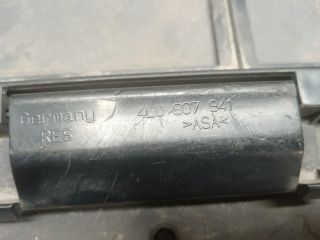 Germany
RES
4L0 807 941
>ASA<